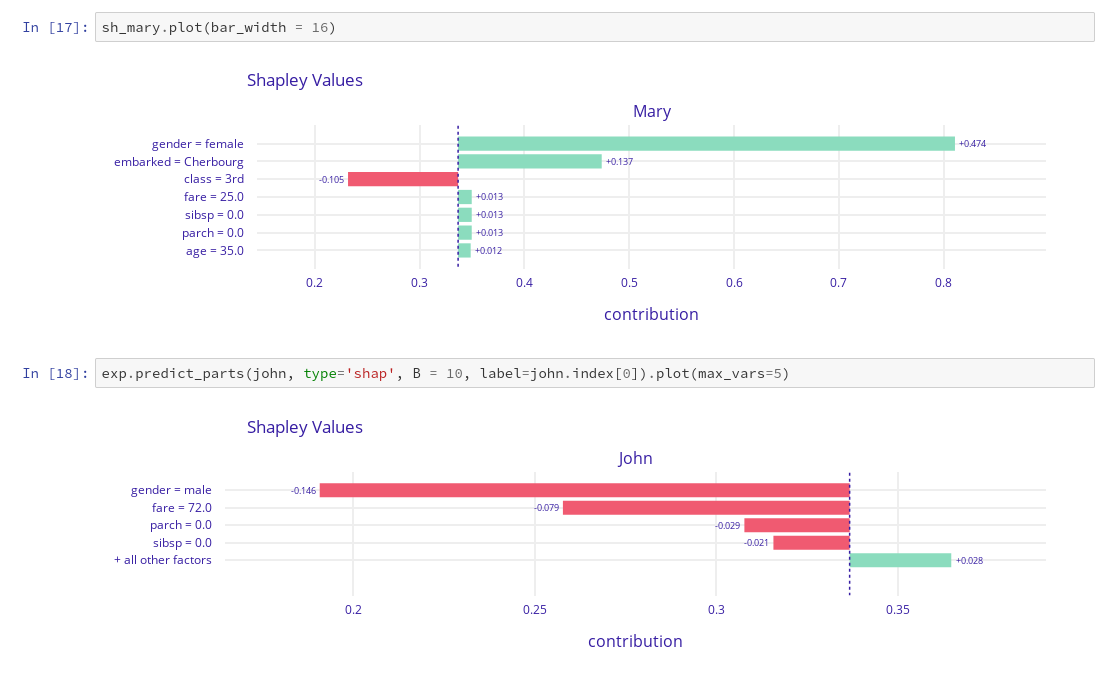 In [17]: sh_mary.plot(bar_width = 16)
Shapley Values
Mary
gender = female +0.474
embarked = Cherbourg +0.137
class = 3rd -0.105
fare = 25.0 +0.013
sibsp = 0.0 +0.013
parch = 0.0 +0.013
age = 35.0 +0.012
0.2 0.3 0.4 0.5 0.6 0.7 0.8
contribution
In [18]: exp.predict_parts(john, type='shap', B = 10, label=john.index[0]).plot(max_vars=5)
Shapley Values
John
gender = male -0.146
fare = 72.0 -0.079
parch = 0.0 -0.029
sibsp = 0.0 -0.021
+ all other factors +0.028
0.2 0.25 0.3 0.35
contribution